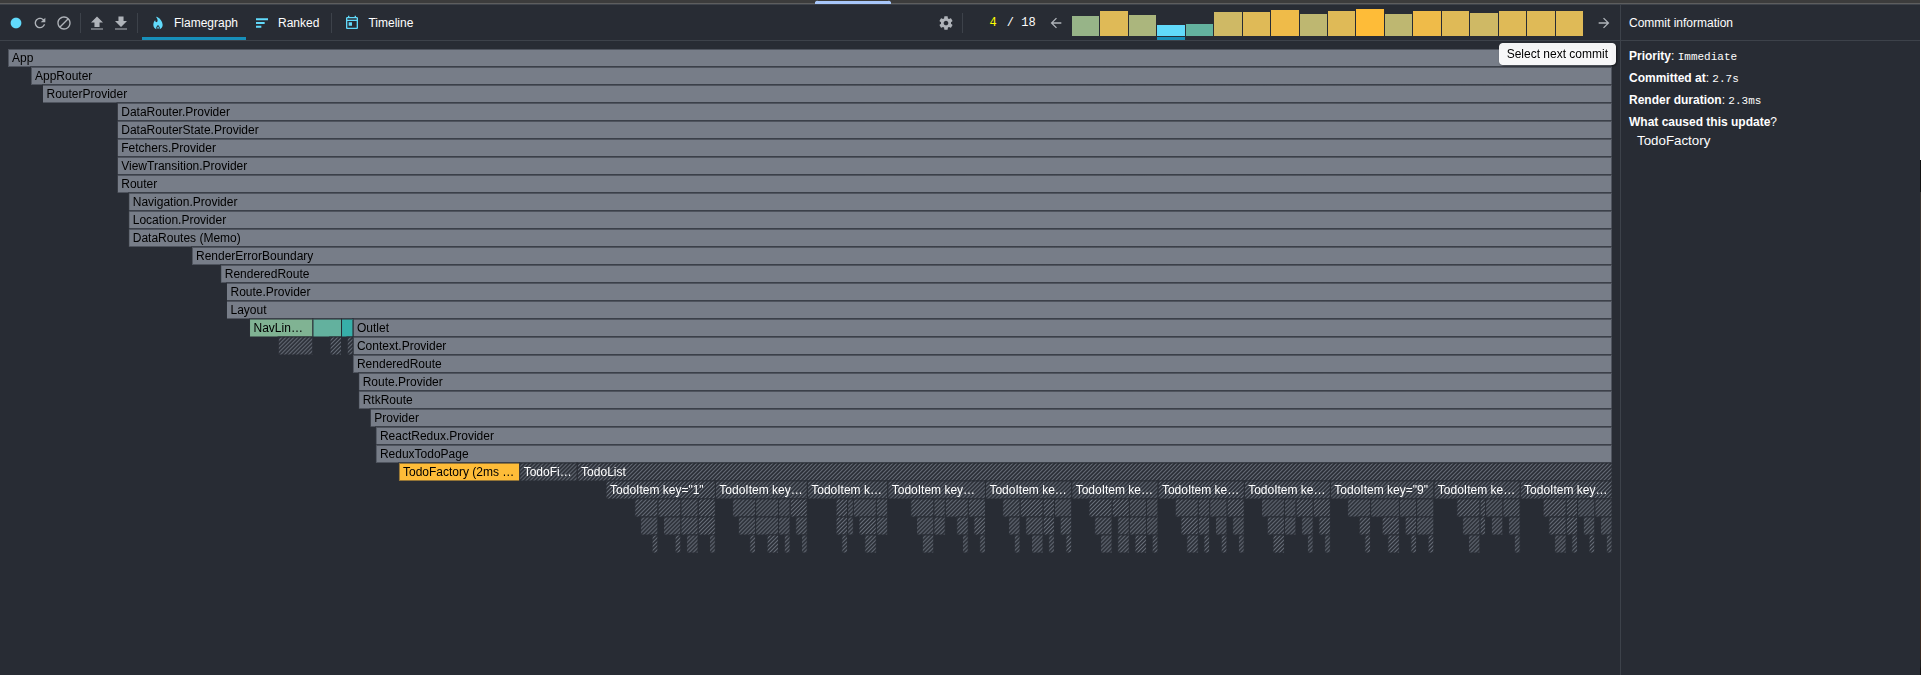 Flamegraph Ranked Timeline 4 / 18 Commit information
Select next commit
App
AppRouter
RouterProvider
DataRouter.Provider
DataRouterState.Provider
Fetchers.Provider
ViewTransition.Provider
Router
Navigation.Provider
Location.Provider
DataRoutes (Memo)
RenderErrorBoundary
RenderedRoute
Route.Provider
Layout
NavLin… Outlet
Context.Provider
RenderedRoute
Route.Provider
RtkRoute
Provider
ReactRedux.Provider
ReduxTodoPage
TodoFactory (2ms … TodoFi… TodoList
TodoItem key="1" TodoItem key… TodoItem k… TodoItem key… TodoItem ke… TodoItem ke… TodoItem ke… TodoItem ke… TodoItem key="9" TodoItem ke… TodoItem key…
Priority: Immediate
Committed at: 2.7s
Render duration: 2.3ms
What caused this update?
TodoFactory